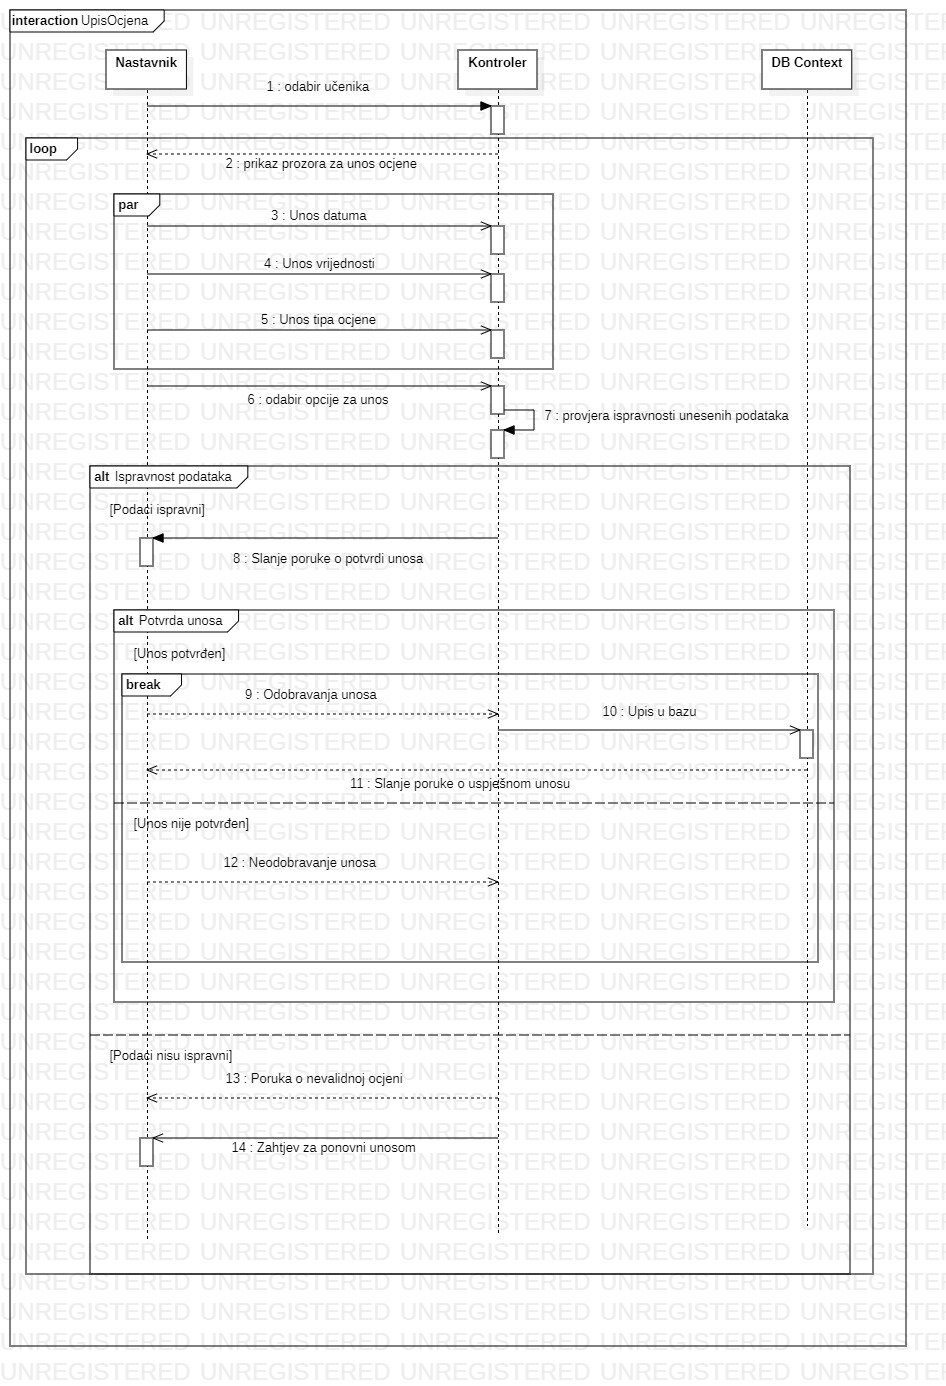 interaction UpisOcjena
Nastavnik
Kontroler
DB Context
1 : odabir učenika
loop
2 : prikaz prozora za unos ocjene
par
3 : Unos datuma
4 : Unos vrijednosti
5 : Unos tipa ocjene
6 : odabir opcije za unos
7 : provjera ispravnosti unesenih podataka
alt Ispravnost podataka
[Podaci ispravni]
8 : Slanje poruke o potvrdi unosa
alt Potvrda unosa
[Unos potvrđen]
break
9 : Odobravanja unosa
10 : Upis u bazu
11 : Slanje poruke o uspješnom unosu
[Unos nije potvrđen]
12 : Neodobravanje unosa
[Podaci nisu ispravni]
13 : Poruka o nevalidnoj ocjeni
14 : Zahtjev za ponovni unosom
UNREGISTERED